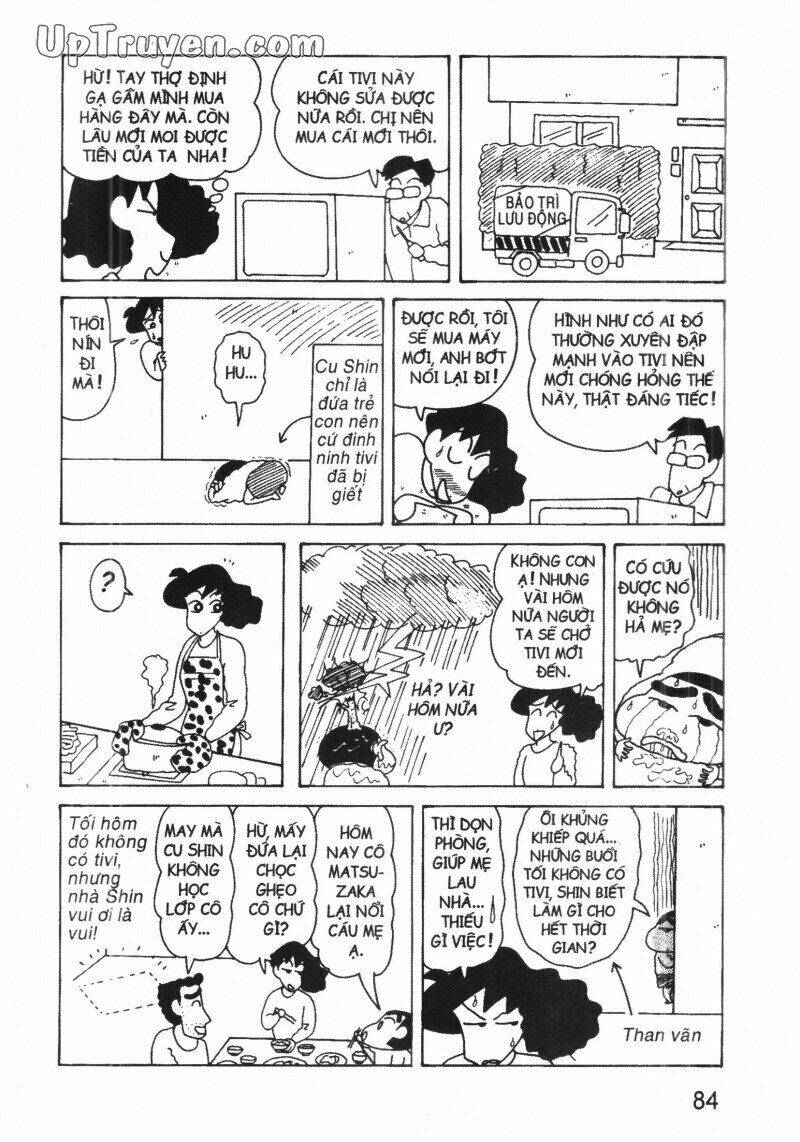 UpTruyen.com
BẢO TRÌ
LƯU ĐỘNG
CÁI TIVI NÀY
KHÔNG SỬA ĐƯỢC
NỮA RỒI. CHỊ NÊN
MUA CÁI MỚI THÔI.
HỪ! TAY THỢ ĐỊNH
GẠ GẪM MÌNH MUA
HÀNG ĐÂY MÀ. CÒN
LÂU MỚI MOI ĐƯỢC
TIỀN CỦA TA NHA!
HÌNH NHƯ CÓ AI ĐÓ
THƯỜNG XUYÊN ĐẬP
MẠNH VÀO TIVI NÊN
MỚI CHÓNG HỎNG THẾ
NÀY, THẬT ĐÁNG TIẾC!
ĐƯỢC RỒI, TÔI
SẼ MUA MÁY
MỚI, ANH BỚT
NÓI LẠI ĐI!
Cu Shin
chỉ là
đứa trẻ
con nên
cứ đinh
ninh tivi
đã bị
giết
HU
HU...
THÔI
NÍN
ĐI
MÀ!
CÓ CỨU
ĐƯỢC NÓ
KHÔNG
HẢ MẸ?
KHÔNG CON
Ạ! NHƯNG
VÀI HÔM
NỮA NGƯỜI
TA SẼ CHỞ
TIVI MỚI
ĐẾN.
HẢ? VÀI
HÔM NỮA
Ư?
?
ÔI KHỦNG
KHIẾP QUÁ...
NHỮNG BUỔI
TỐI KHÔNG CÓ
TIVI, SHIN BIẾT
LÀM GÌ CHO
HẾT THỜI
GIAN?
Than vãn
THÌ DỌN
PHÒNG,
GIÚP MẸ
LAU
NHÀ...
THIẾU
GÌ VIỆC!
HÔM
NAY CÔ
MATSU-
ZAKA
LẠI NỔI
CÁU MẸ
Ạ.
HỪ, MẤY
ĐỨA LẠI
CHỌC
GHẸO
CÔ CHỨ
GÌ?
MAY MÀ
CU SHIN
KHÔNG
HỌC
LỚP CÔ
ẤY...
Tối hôm
đó không
có tivi,
nhưng
nhà Shin
vui ơi là
vui!
84